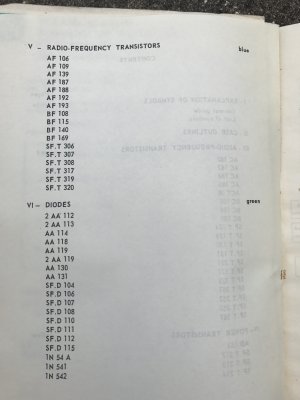 V – RADIO-FREQUENCY TRANSISTORS blue
AF 106
AF 109
AF 139
AF 187
AF 188
AF 192
AF 193
BF 108
BF 115
BF 140
BF 169
SF.T 306
SF.T 307
SF.T 308
SF.T 317
SF.T 319
SF.T 320
VI – DIODES green
2 AA 112
2 AA 113
AA 114
AA 118
AA 119
2 AA 119
AA 130
AA 131
SF.D 104
SF.D 106
SF.D 107
SF.D 108
SF.D 110
SF.D 111
SF.D 112
SF.D 115
1N 54 A
1N 541
1N 542